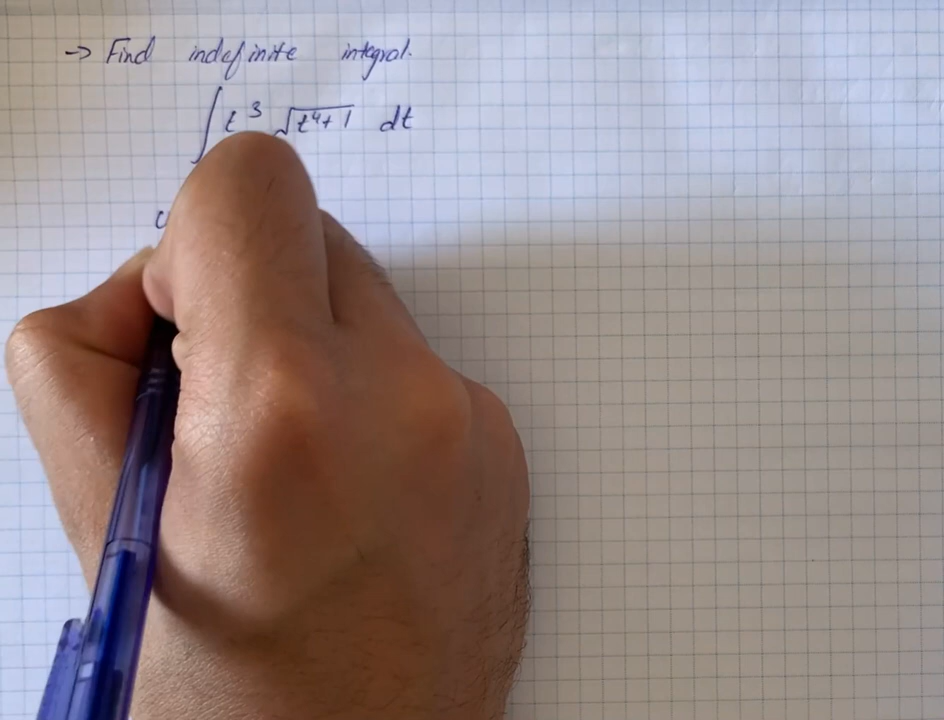 → Find indefinite integral.
∫ t³ √(t⁴+1) dt